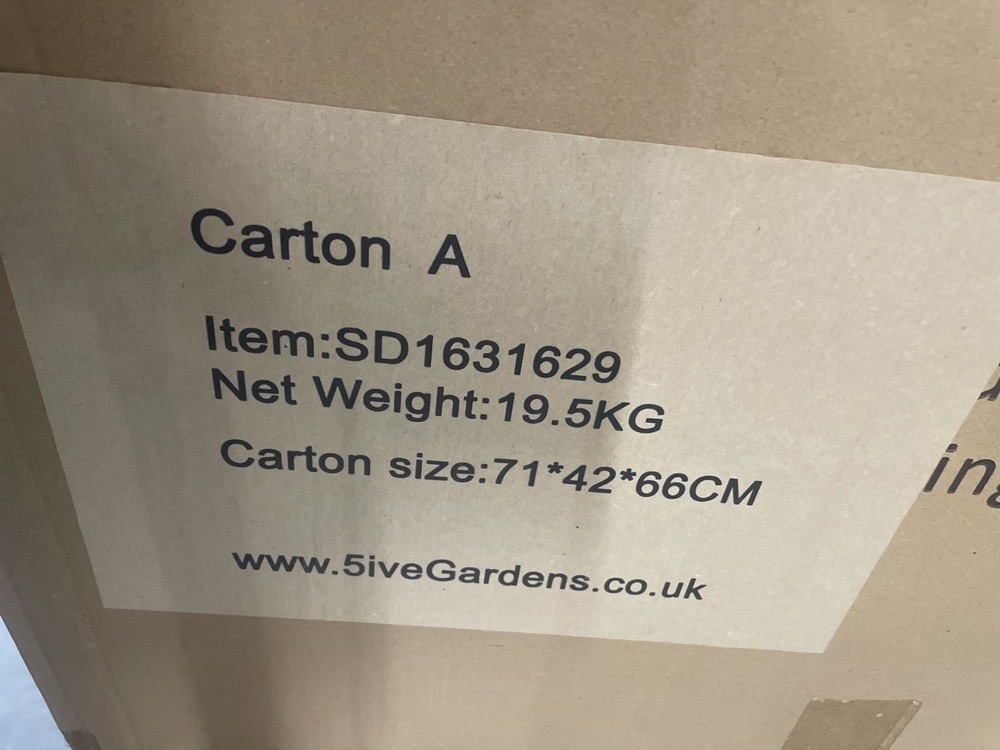 Carton A
Item:SD1631629
Net Weight:19.5KG
Carton size:71*42*66CM
www.5iveGardens.co.uk